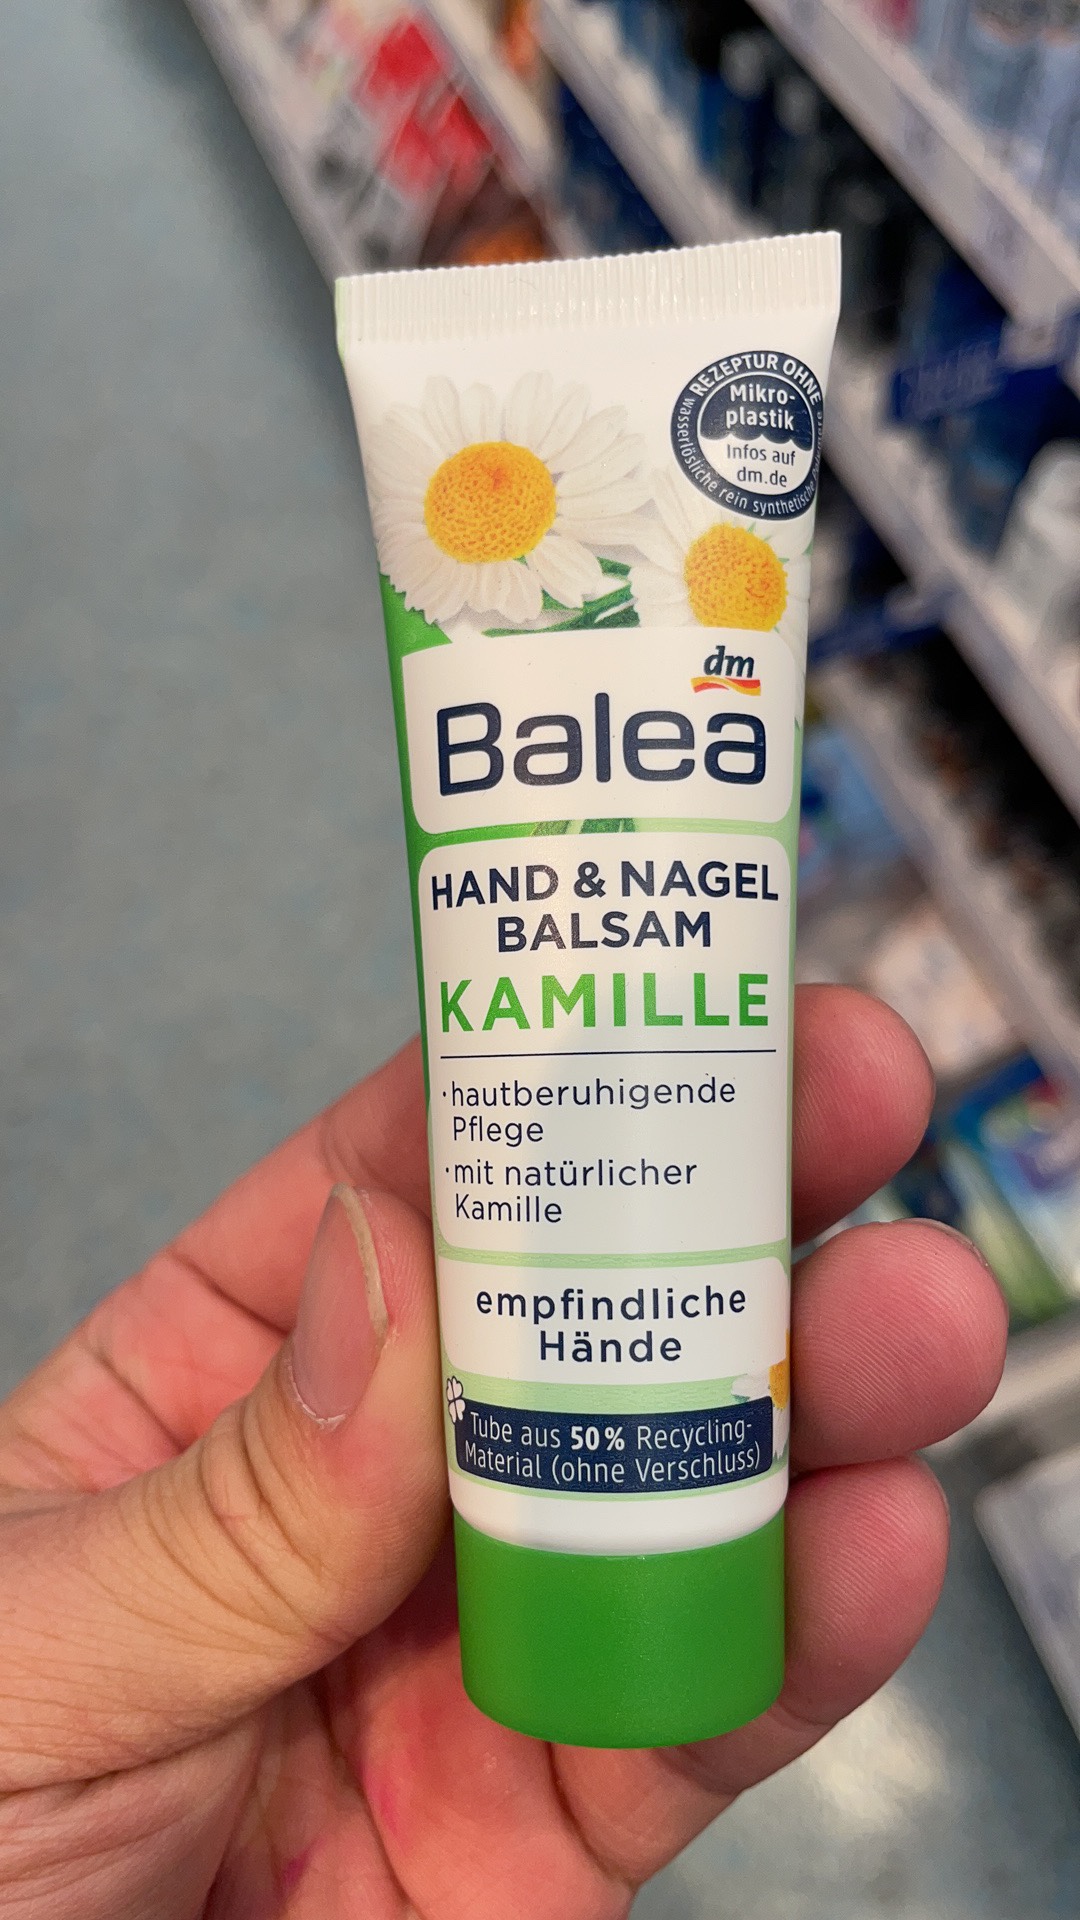 REZEPTUR OHNE
Mikro-
plastik
Infos auf
dm.de
wasserlösliche rein synthetische Polymere
dm
Balea
HAND & NAGEL
BALSAM
KAMILLE
·hautberuhigende
Pflege
·mit natürlicher
Kamille
empfindliche
Hände
Tube aus 50% Recycling-
Material (ohne Verschluss)